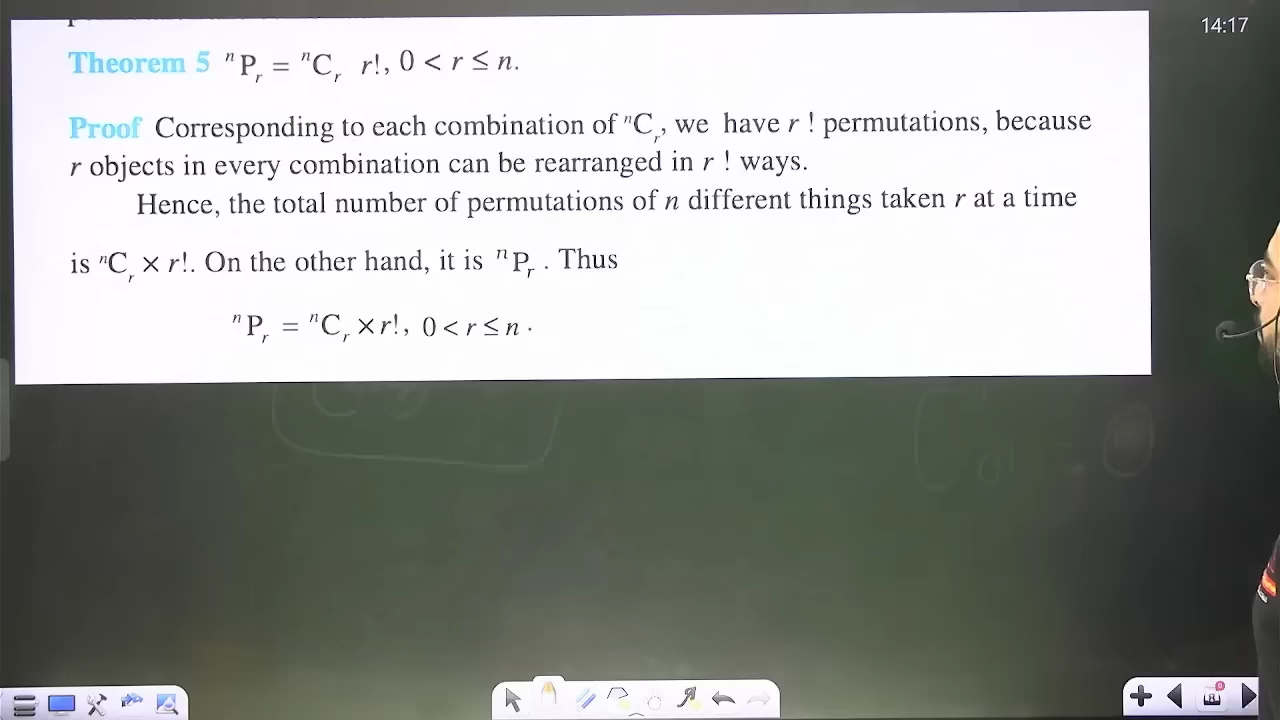 14:17
Theorem 5 ⁿPᵣ = ⁿCᵣ r!, 0 < r ≤ n.
Proof Corresponding to each combination of ⁿCᵣ, we have r ! permutations, because
r objects in every combination can be rearranged in r ! ways.
Hence, the total number of permutations of n different things taken r at a time
is ⁿCᵣ × r!. On the other hand, it is ⁿPᵣ . Thus
ⁿPᵣ = ⁿCᵣ × r!, 0 < r ≤ n .